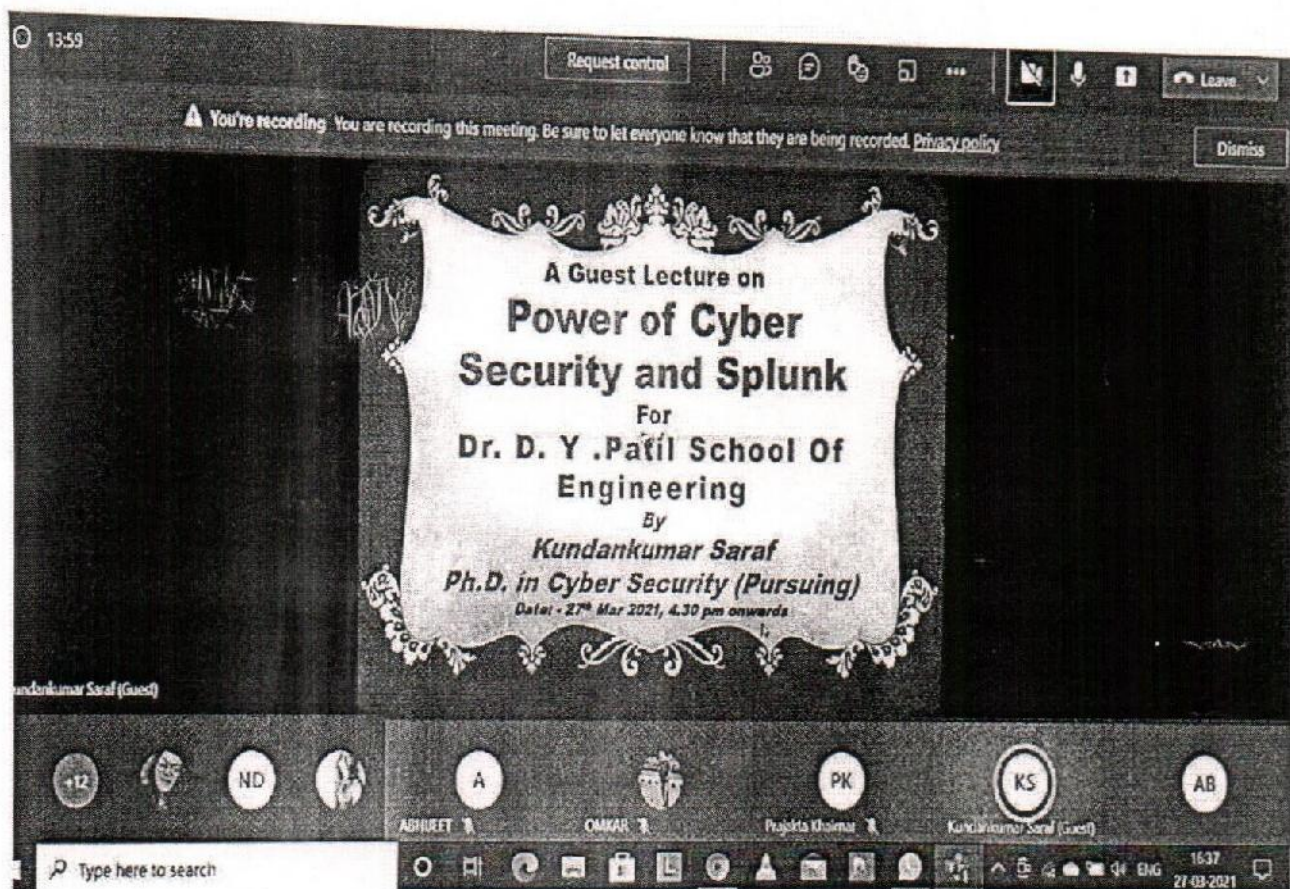 13:59
Request control
Leave
You're recording You are recording this meeting. Be sure to let everyone know that they are being recorded. Privacy policy
Dismiss
A Guest Lecture on
Power of Cyber
Security and Splunk
For
Dr. D. Y .Patil School Of
Engineering
By
Kundankumar Saraf
Ph.D. in Cyber Security (Pursuing)
Date: - 27th Mar 2021, 4.30 pm onwards
undankumar Saraf (Guest)
+12
ND
A
PK
KS
AB
ABHIJEET
OMKAR
Prajakta Khaimar
Kundankumar Saraf (Guest)
Type here to search
ENG
16:37
27-03-2021